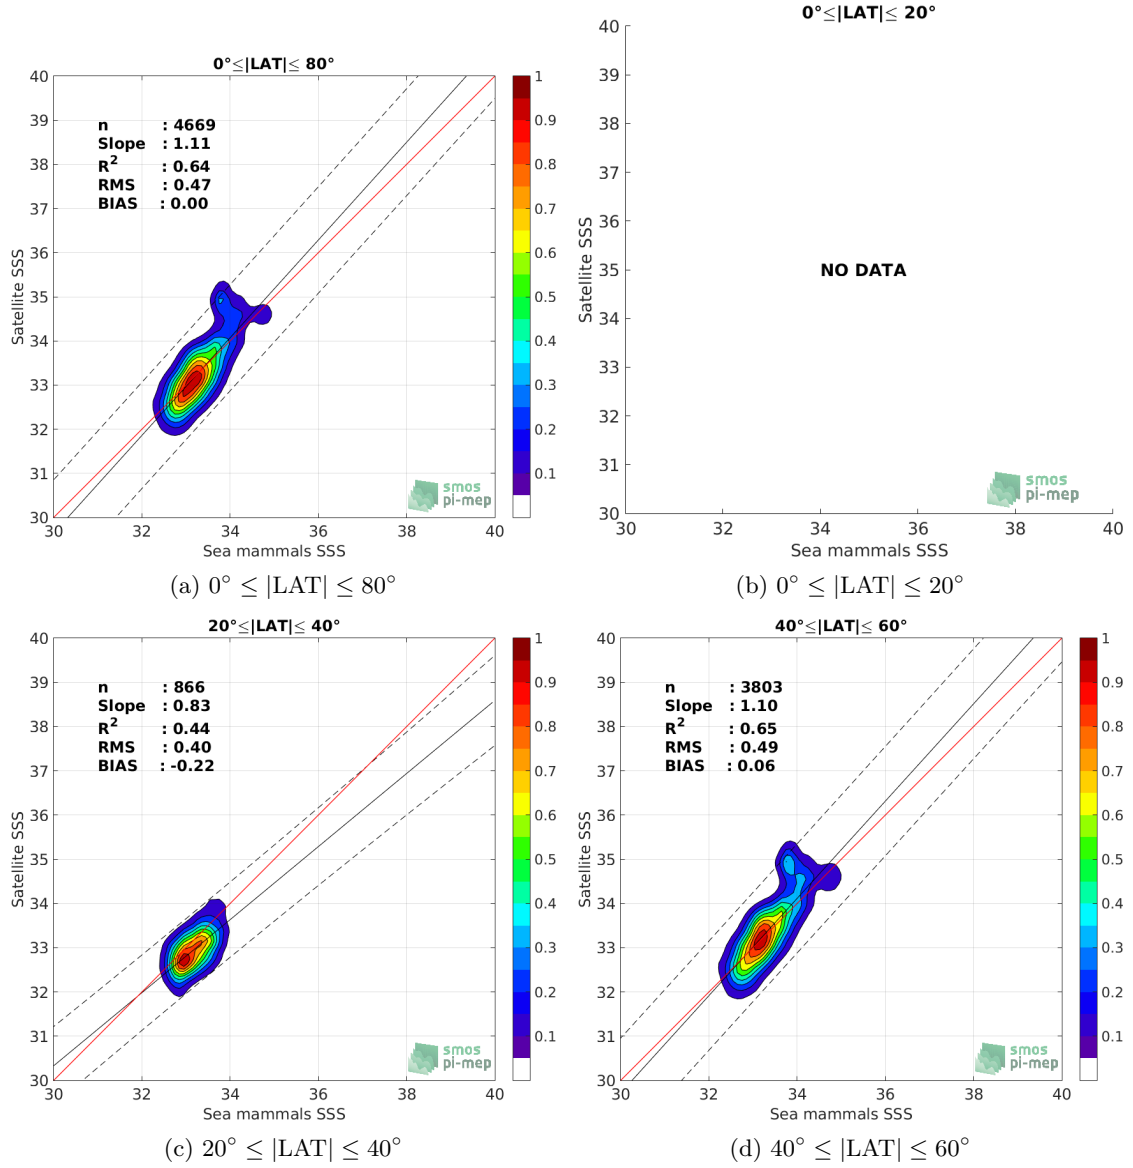 0°≤|LAT|≤ 80°
40
39
38
37
36
35
34
33
32
31
30
n : 4669
Slope : 1.11
R² : 0.64
RMS : 0.47
BIAS : 0.00
Satellite SSS
smos
pi-mep
32 34 36 38 40
Sea mammals SSS
1
0.9
0.8
0.7
0.6
0.5
0.4
0.3
0.2
0.1
(a) 0° ≤ |LAT| ≤ 80°
0°≤|LAT|≤ 20°
40
39
38
37
36
35
34
33
32
31
30
Satellite SSS
NO DATA
smos
pi-mep
30 32 34 36 38 40
Sea mammals SSS
(b) 0° ≤ |LAT| ≤ 20°
20°≤|LAT|≤ 40°
40
39
38
37
36
35
34
33
32
31
30
n : 866
Slope : 0.83
R² : 0.44
RMS : 0.40
BIAS : -0.22
Satellite SSS
smos
pi-mep
32 34 36 38 40
Sea mammals SSS
1
0.9
0.8
0.7
0.6
0.5
0.4
0.3
0.2
0.1
(c) 20° ≤ |LAT| ≤ 40°
40°≤|LAT|≤ 60°
40
39
38
37
36
35
34
33
32
31
30
n : 3803
Slope : 1.10
R² : 0.65
RMS : 0.49
BIAS : 0.06
Satellite SSS
smos
pi-mep
30 32 34 36 38 40
Sea mammals SSS
1
0.9
0.8
0.7
0.6
0.5
0.4
0.3
0.2
0.1
(d) 40° ≤ |LAT| ≤ 60°